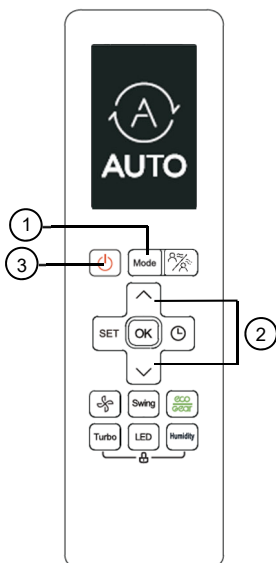 A
AUTO
1
3
Mode
2
SET OK
Swing eco gear
Turbo LED Humidity